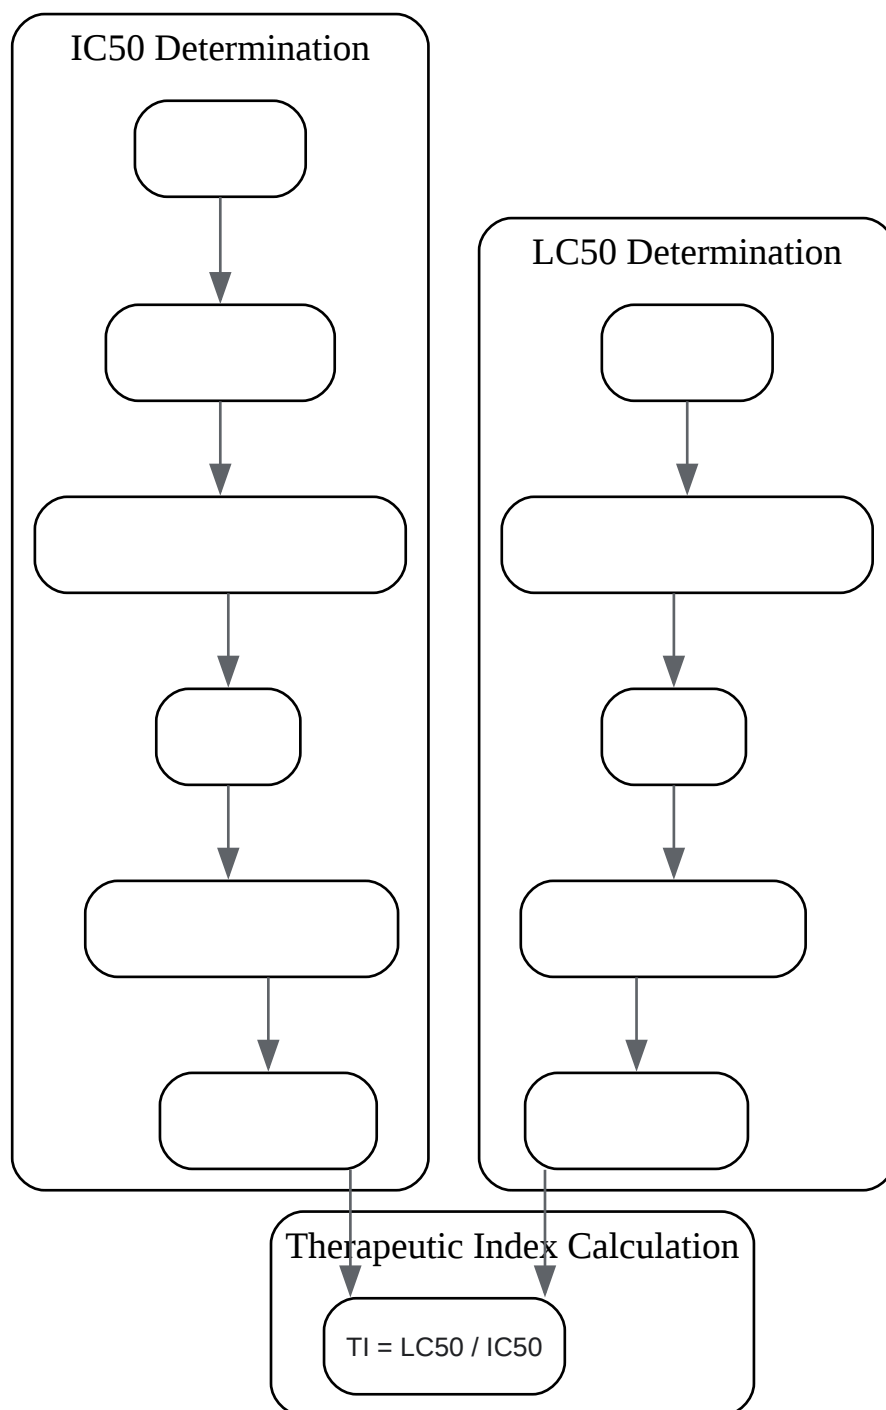 IC50 Determination
LC50 Determination
Therapeutic Index Calculation
TI = LC50 / IC50